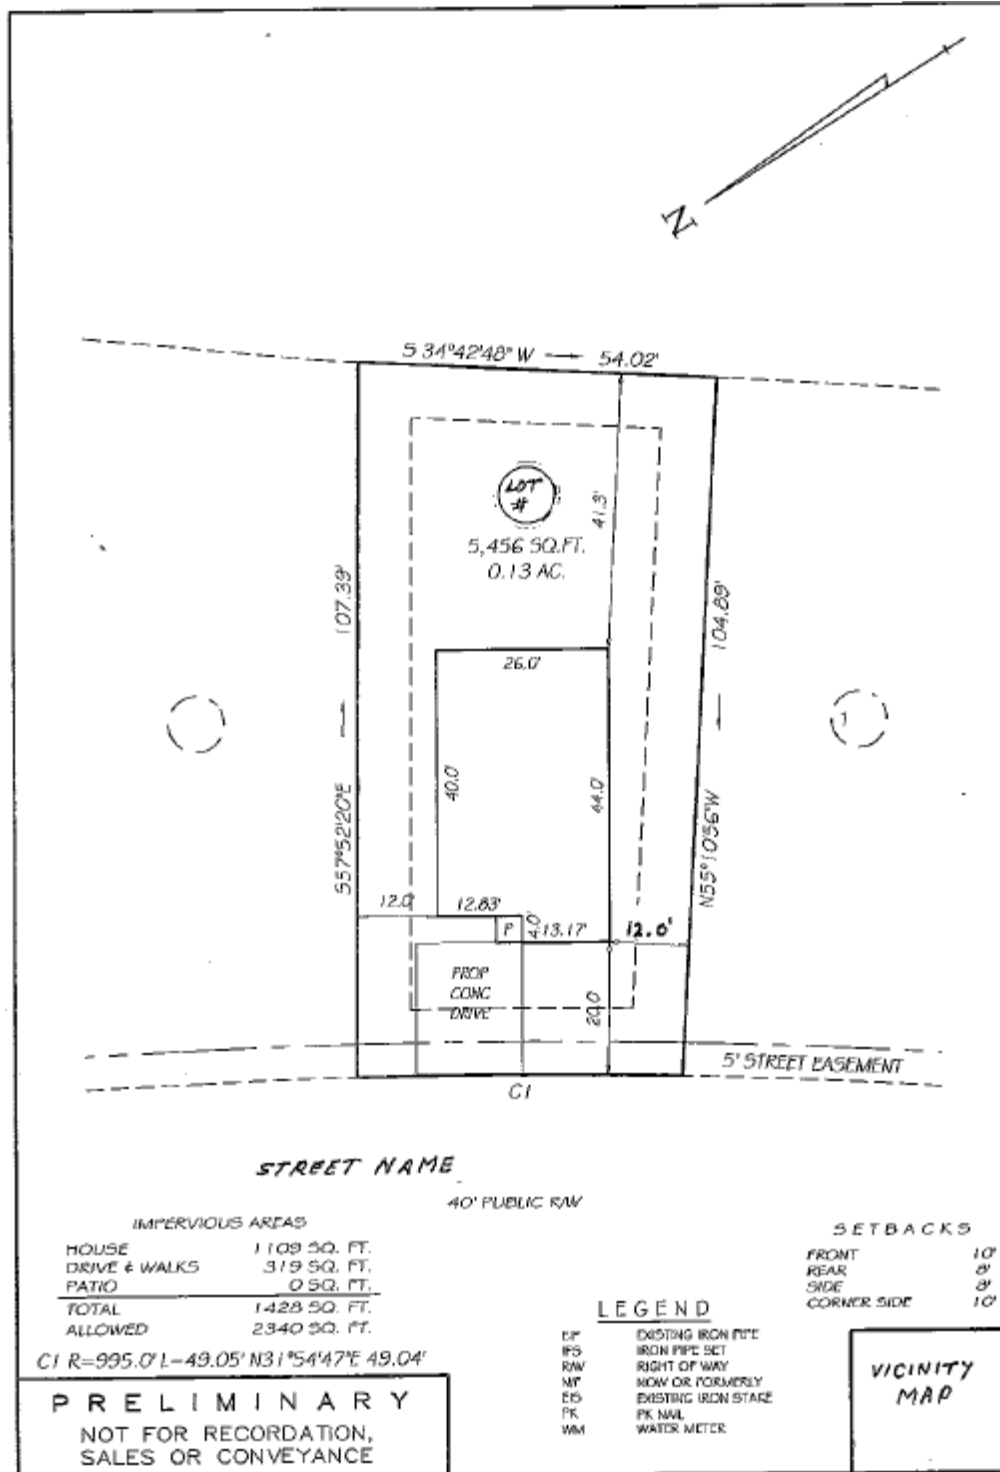 N
S 34°42'48" W 54.02'
LOT
#
5,456 SQ.FT.
0.13 AC.
41.3'
107.39'
S57°52'20"E
104.89'
N55°10'56"W
26.0'
40.0'
44.0'
1
12.0'
12.83'
P
4.0'
13.17'
12.0'
PROP
CONC
DRIVE
20.0'
5' STREET EASEMENT
C1
STREET NAME
40' PUBLIC R/W
IMPERVIOUS AREAS
HOUSE 1109 SQ. FT.
DRIVE & WALKS 319 SQ. FT.
PATIO 0 SQ. FT.
TOTAL 1428 SQ. FT.
ALLOWED 2340 SQ. FT.
C1 R=995.0' L=49.05' N31°54'47"E 49.04'
PRELIMINARY
NOT FOR RECORDATION,
SALES OR CONVEYANCE
LEGEND
EIP EXISTING IRON PIPE
IPS IRON PIPE SET
R/W RIGHT OF WAY
N/F NOW OR FORMERLY
EIS EXISTING IRON STAKE
PK PK NAIL
WM WATER METER
SETBACKS
FRONT 10'
REAR 8'
SIDE 8'
CORNER SIDE 10'
VICINITY
MAP